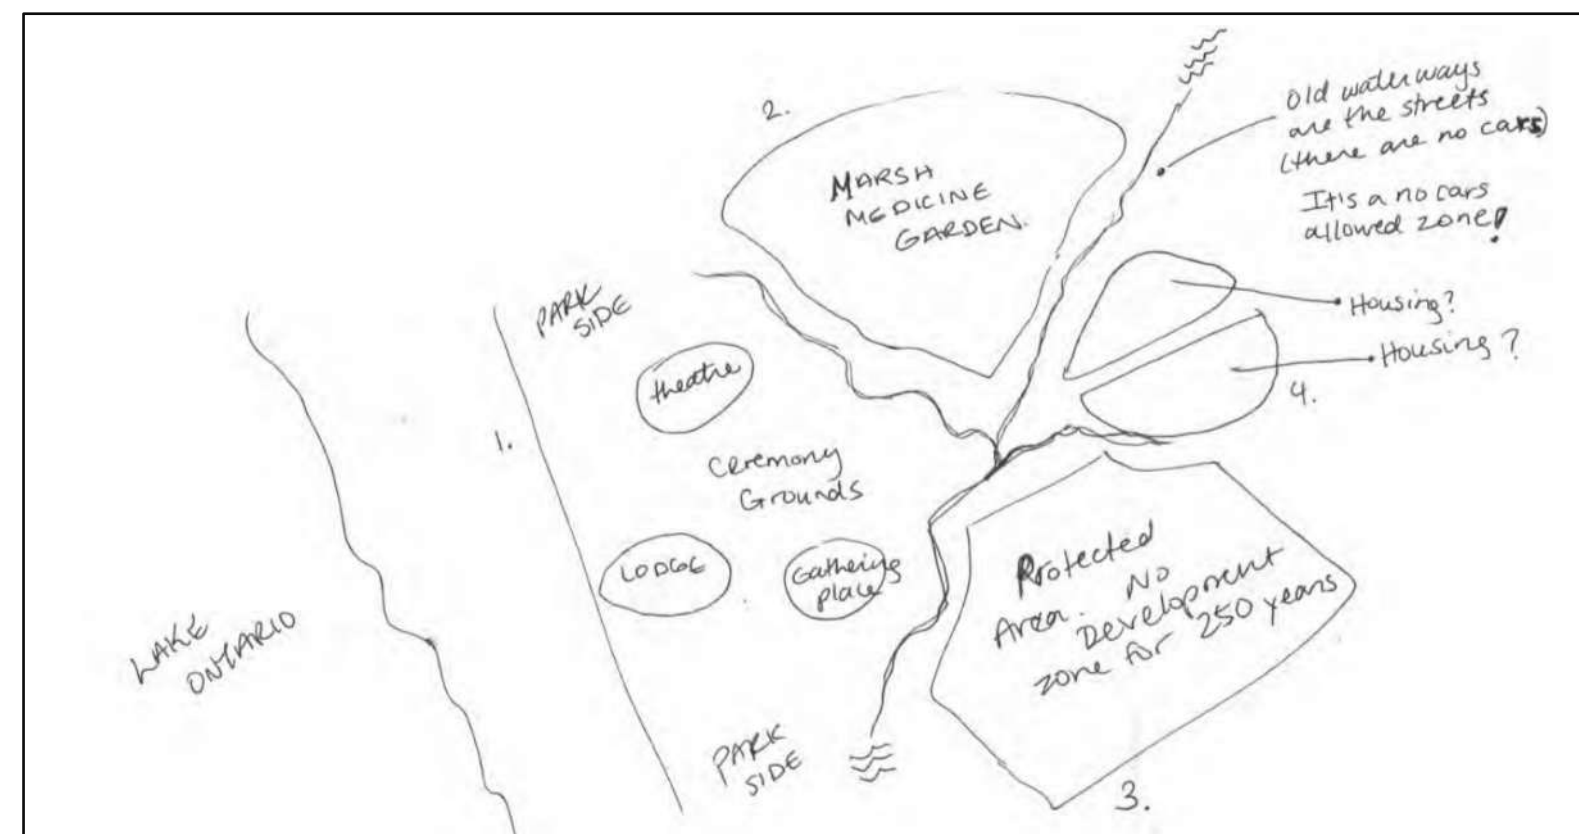 2.
MARSH
MEDICINE
GARDEN.
Old waterways
are the streets
(there are no cars)
It's a no cars
allowed zone!
Housing?
Housing?
4.
PARK
SIDE
theatre
1.
Ceremony
Grounds
LODGE
Gathering
place
Protected
Area. No
Development
zone for 250 years
3.
LAKE
ONTARIO
PARK
SIDE